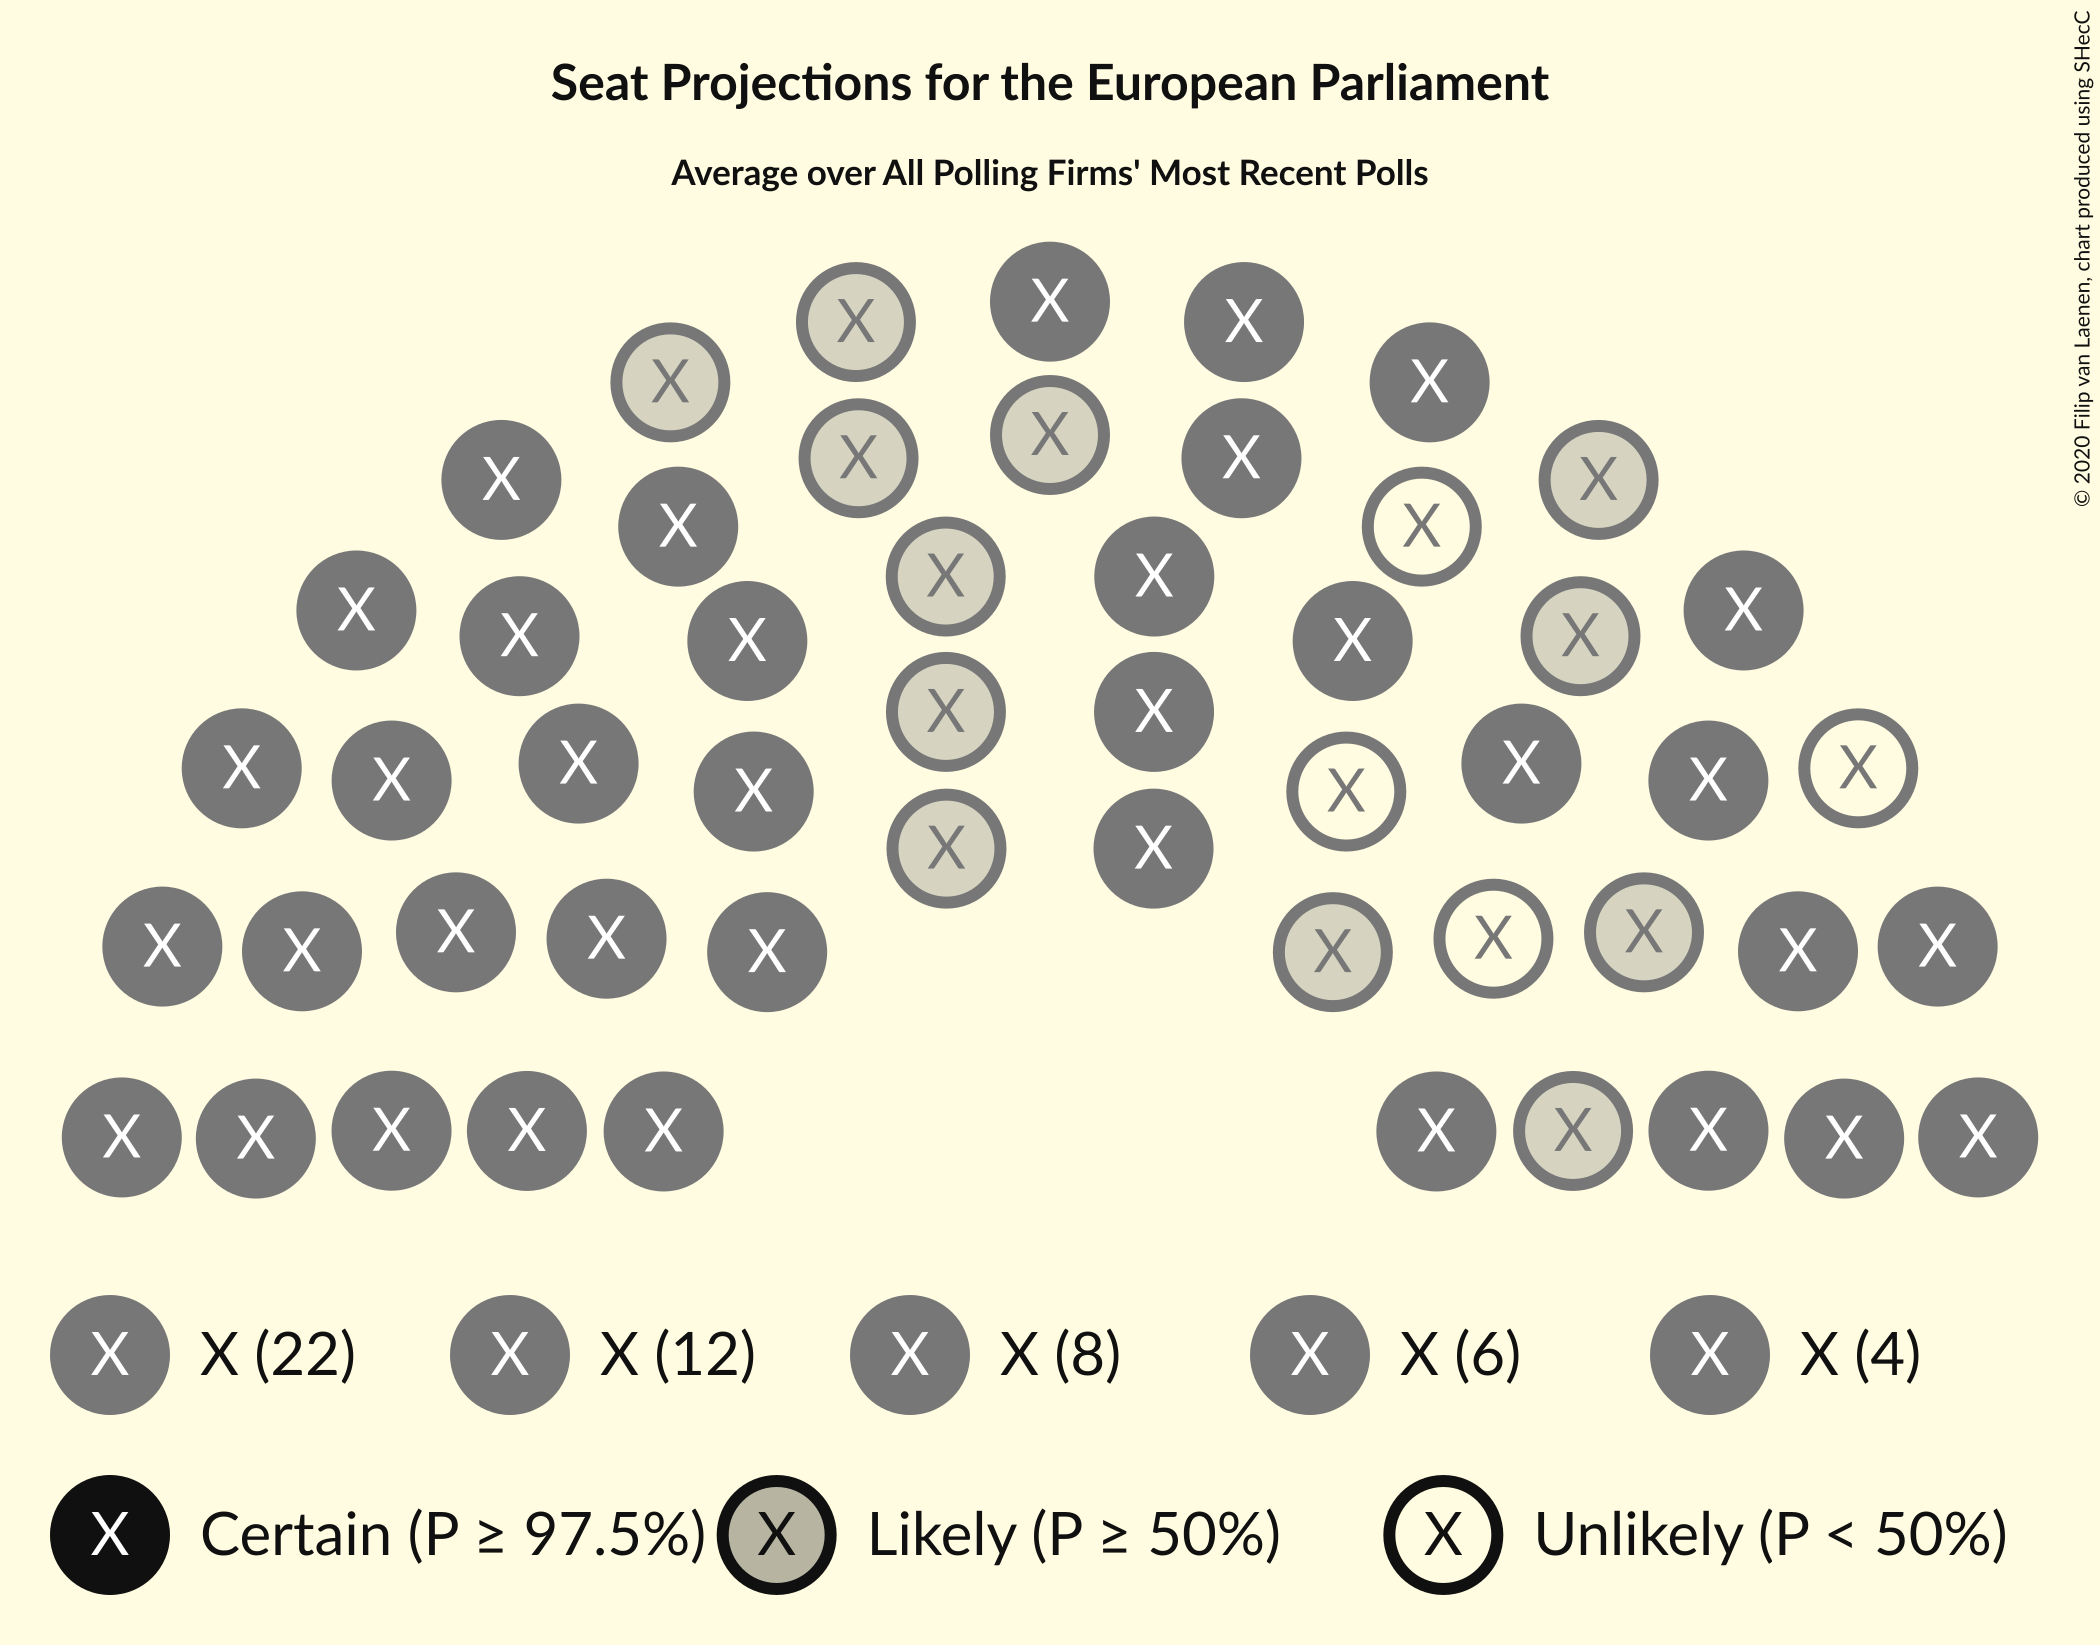 Seat Projections for the European Parliament
Average over All Polling Firms' Most Recent Polls
© 2020 Filip van Laenen, chart produced using SHecC
X
X X
X X
X X
X X
X X
X X
X X
X X
X X
X X
X X
X X
X
X X
X X X X
X X
X X X X
X X X X X X X X
X X X X
X X X X
X X X X X X X X X X
X X (22) X X (12) X X (8) X X (6) X X (4)
X Certain (P ≥ 97.5%) X Likely (P ≥ 50%) X Unlikely (P < 50%)